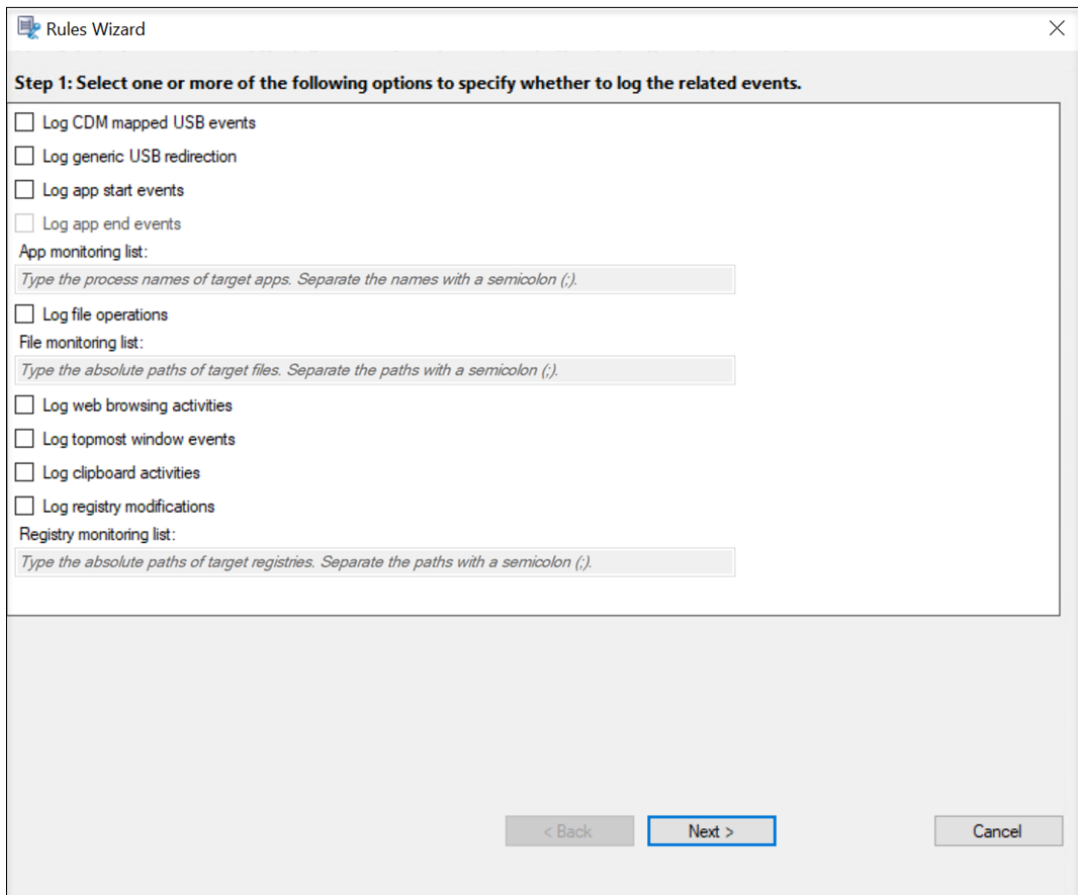 Rules Wizard
Step 1: Select one or more of the following options to specify whether to log the related events.
Log CDM mapped USB events
Log generic USB redirection
Log app start events
Log app end events
App monitoring list:
Type the process names of target apps. Separate the names with a semicolon (;).
Log file operations
File monitoring list:
Type the absolute paths of target files. Separate the paths with a semicolon (;).
Log web browsing activities
Log topmost window events
Log clipboard activities
Log registry modifications
Registry monitoring list:
Type the absolute paths of target registries. Separate the paths with a semicolon (;).
< Back Next > Cancel